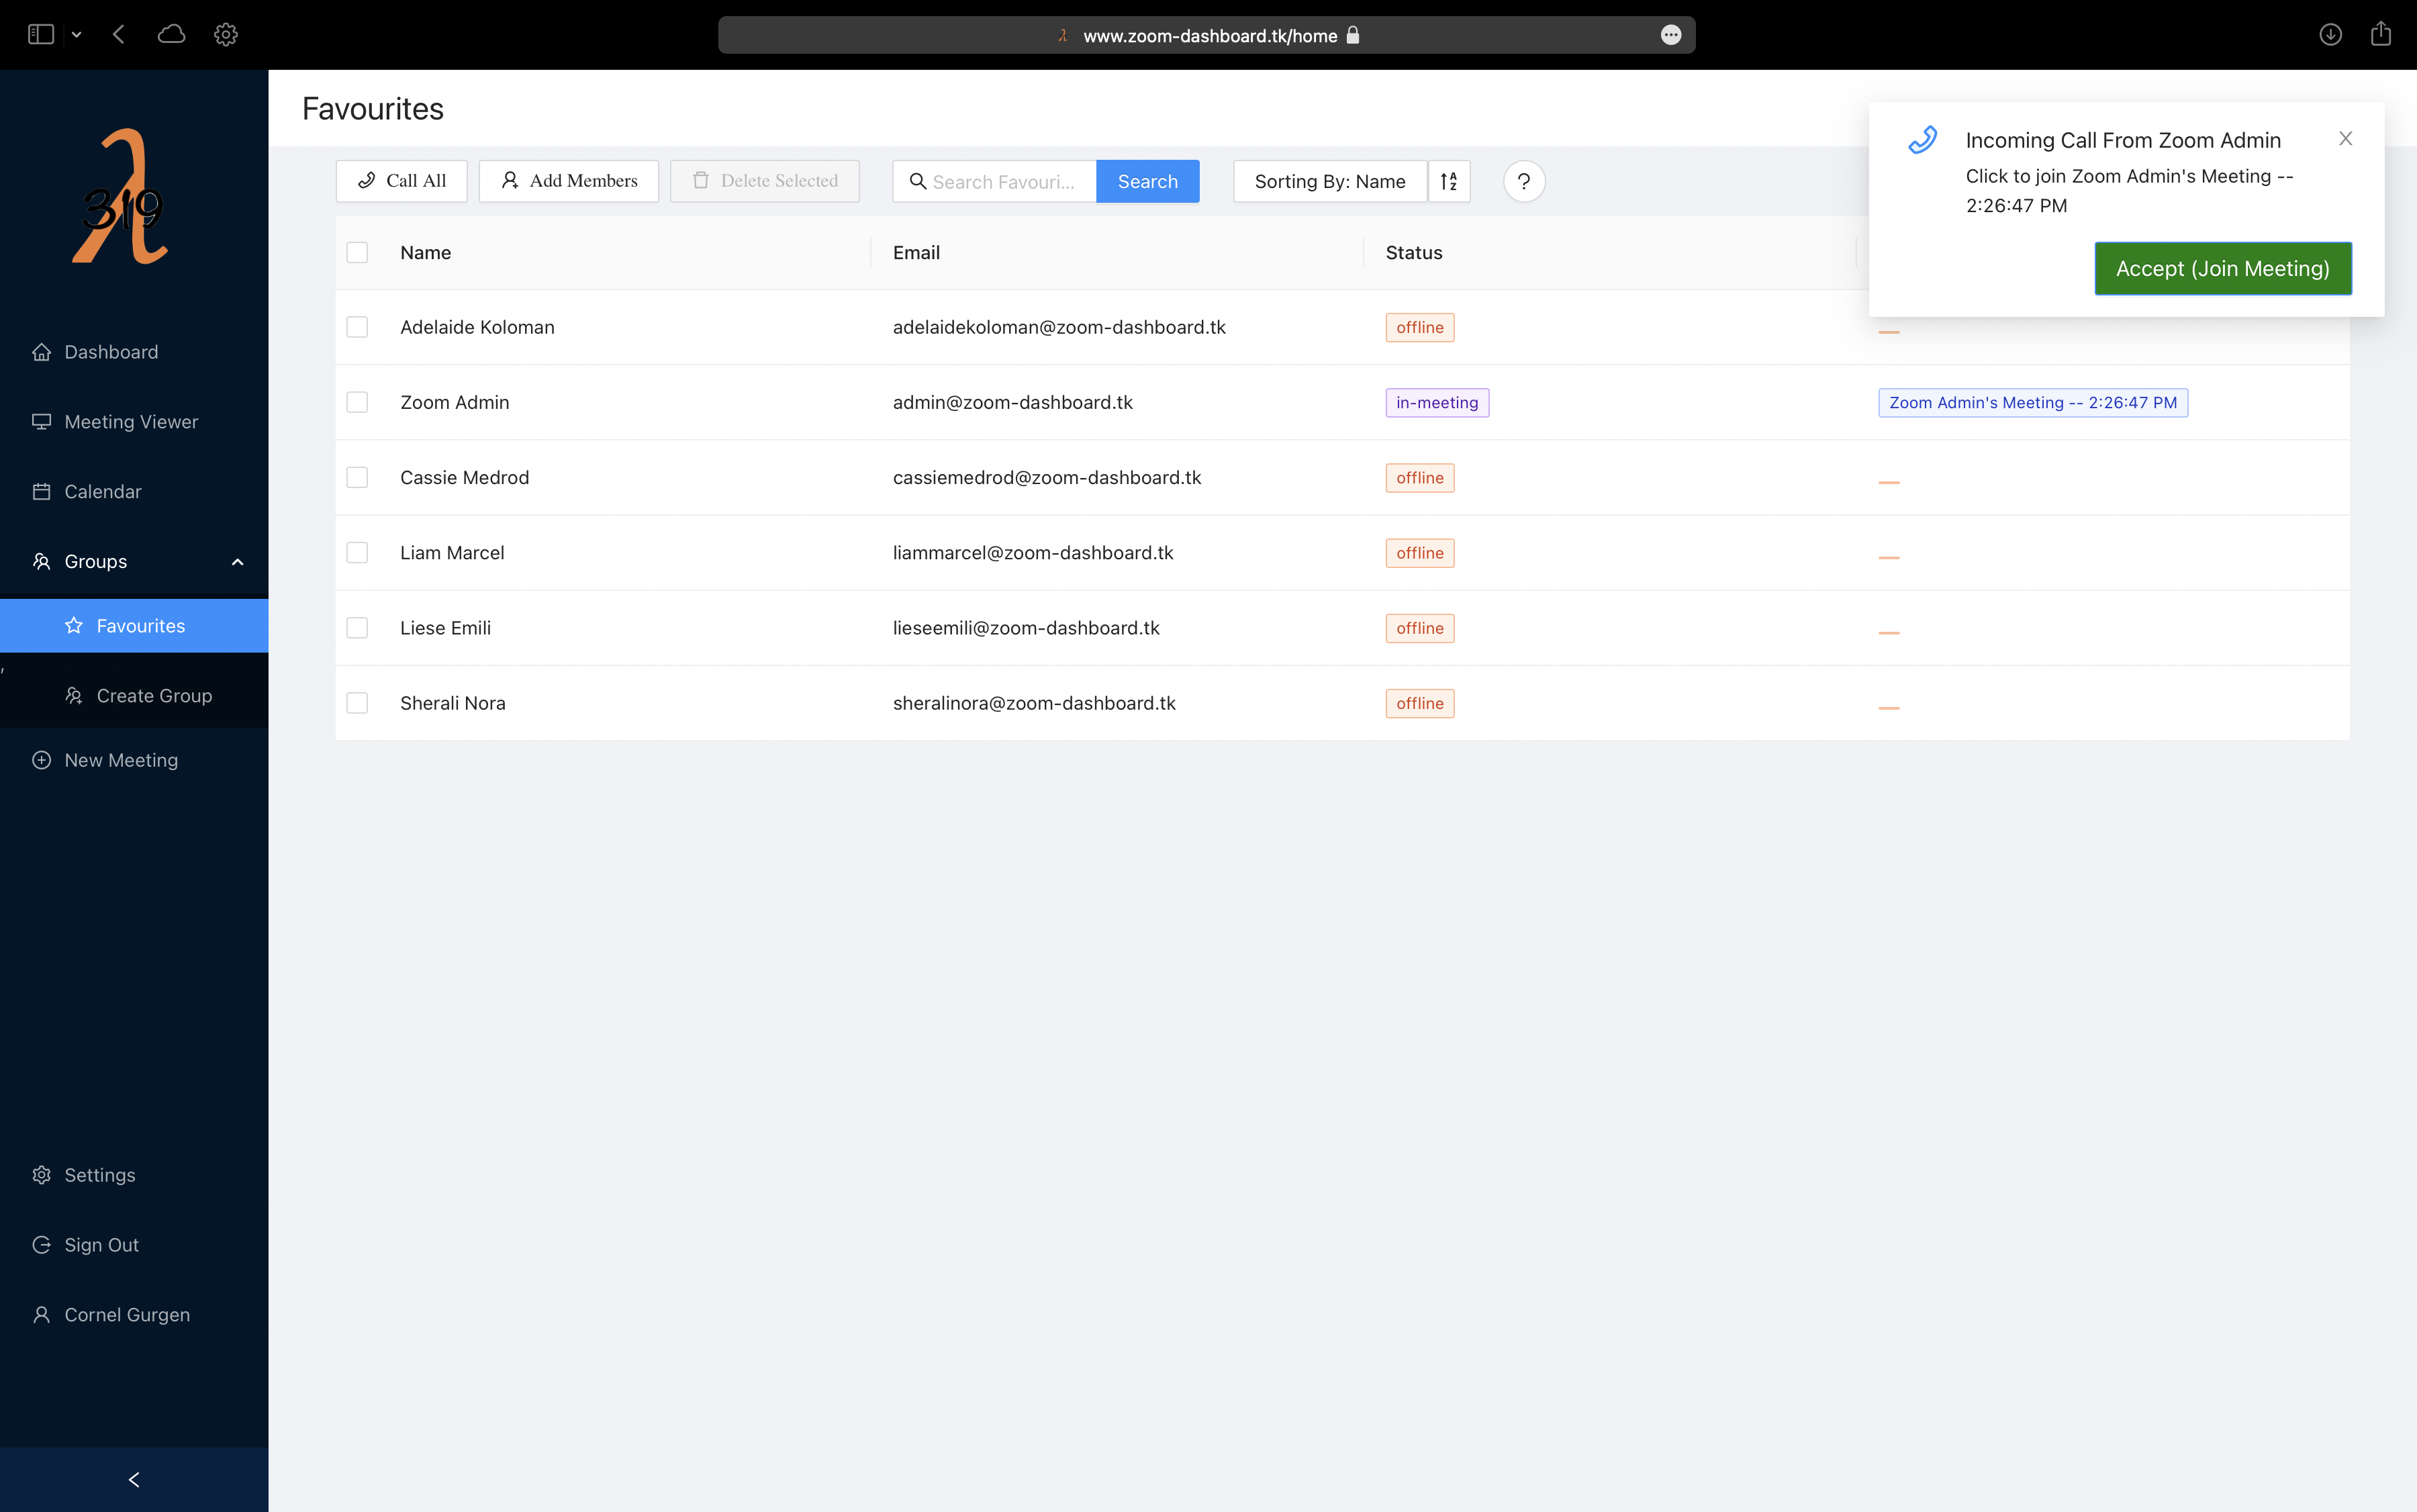 www.zoom-dashboard.tk/home
319
Dashboard
Meeting Viewer
Calendar
Groups
Favourites
Create Group
New Meeting
Settings
Sign Out
Cornel Gurgen
Favourites
Call All
Add Members
Delete Selected
Search Favouri...
Search
Sorting By: Name
?
Incoming Call From Zoom Admin
Click to join Zoom Admin's Meeting --
2:26:47 PM
Accept (Join Meeting)
Name Email Status
Adelaide Koloman adelaidekoloman@zoom-dashboard.tk offline
Zoom Admin admin@zoom-dashboard.tk in-meeting Zoom Admin's Meeting -- 2:26:47 PM
Cassie Medrod cassiemedrod@zoom-dashboard.tk offline
Liam Marcel liammarcel@zoom-dashboard.tk offline
Liese Emili lieseemili@zoom-dashboard.tk offline
Sherali Nora sheralinora@zoom-dashboard.tk offline